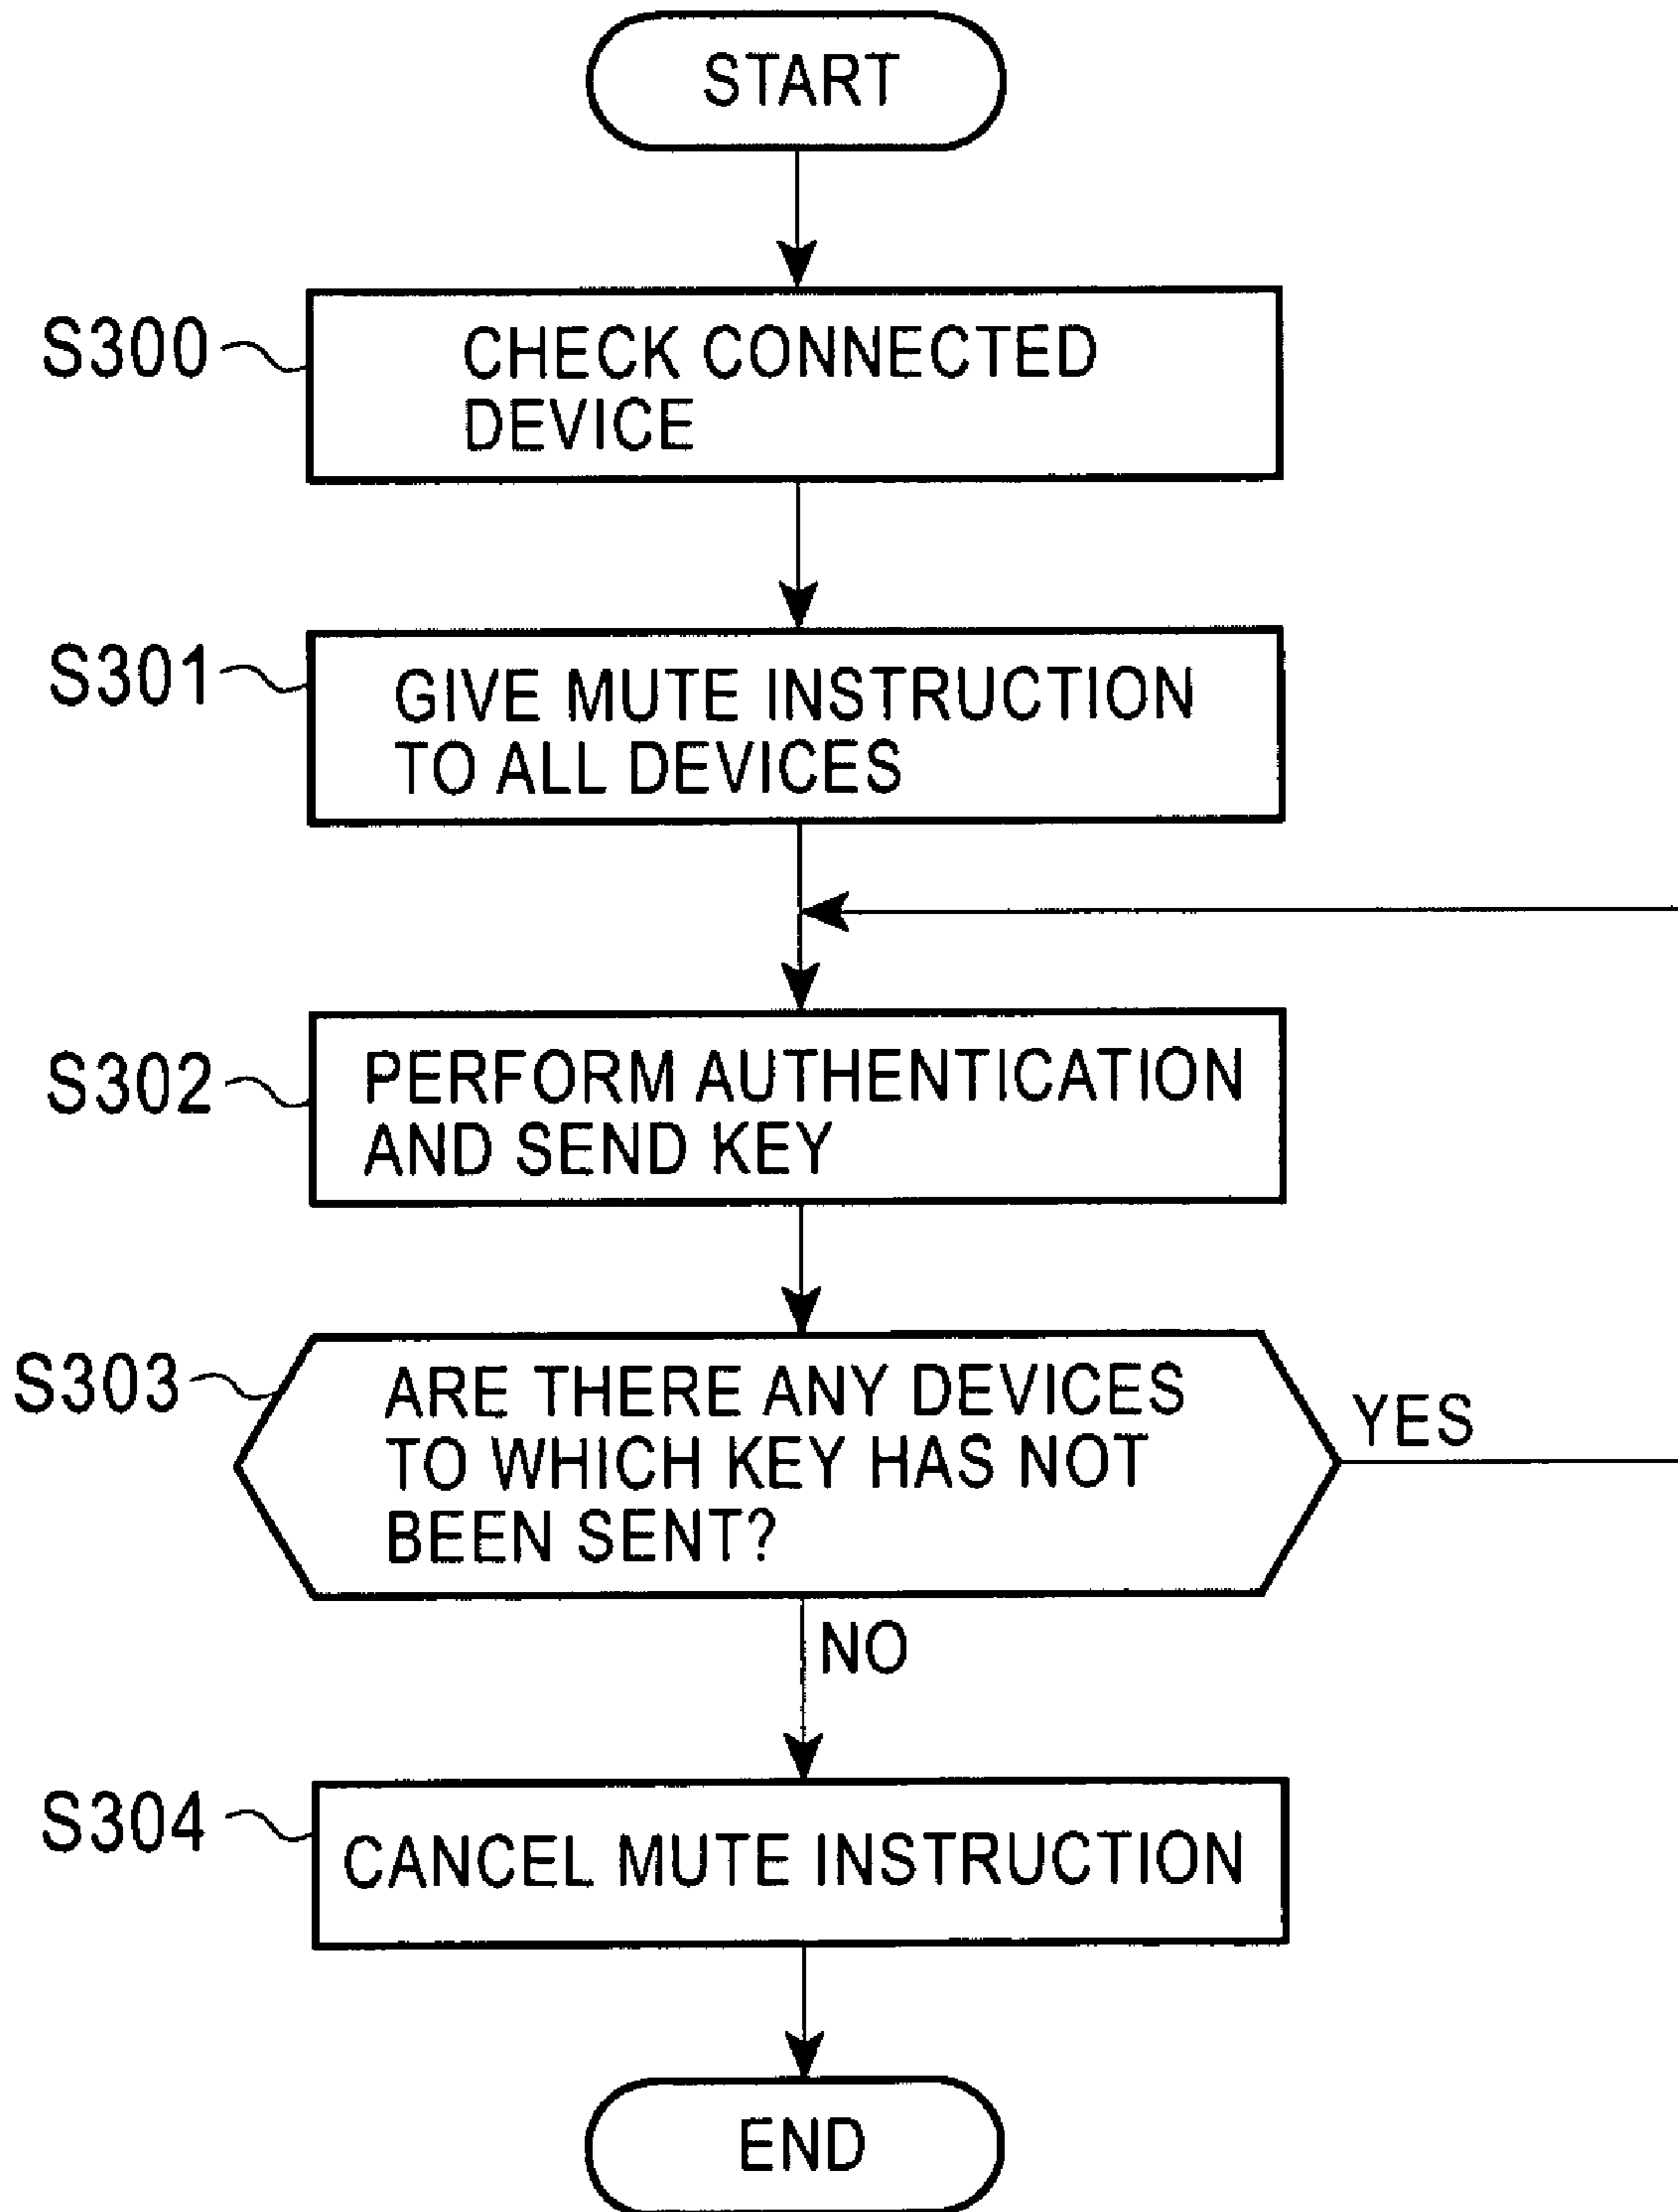 START
S300
CHECK CONNECTED
DEVICE
S301
GIVE MUTE INSTRUCTION
TO ALL DEVICES
S302
PERFORM AUTHENTICATION
AND SEND KEY
S303
ARE THERE ANY DEVICES
TO WHICH KEY HAS NOT
BEEN SENT?
YES
NO
S304
CANCEL MUTE INSTRUCTION
END